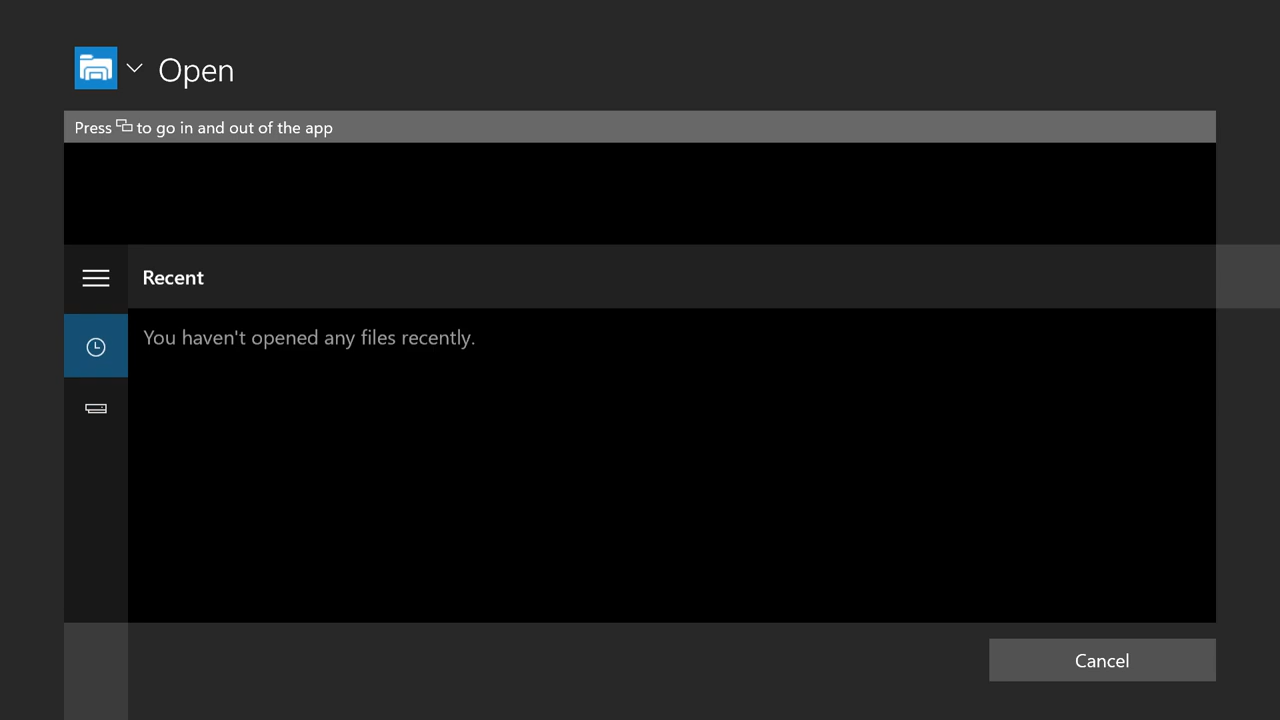 Open
Press to go in and out of the app
Recent
You haven't opened any files recently.
Cancel